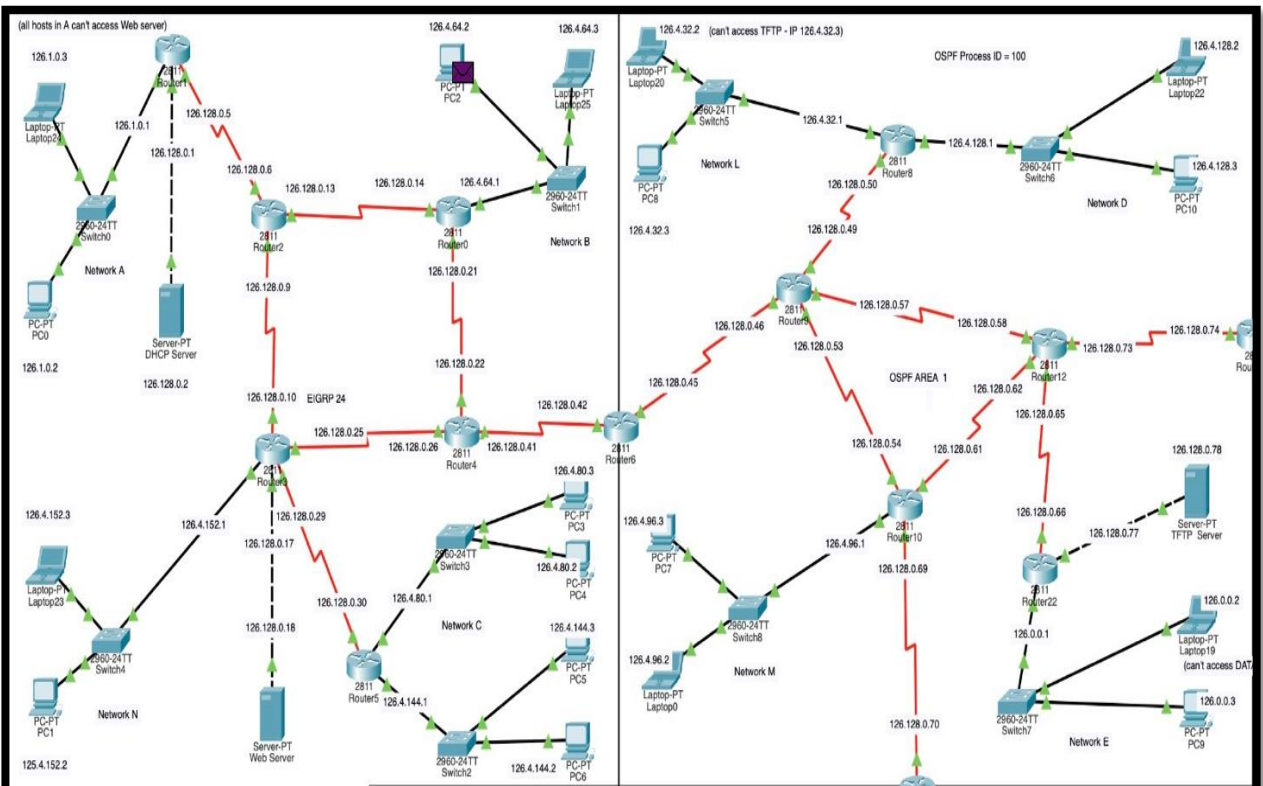 (all hosts in A can't access Web server)
126.1.0.3
Laptop-PT
Laptop24
2811
Router1
126.1.0.1
126.128.0.5
126.128.0.1
126.128.0.6
2960-24TT
Switch0
Network A
PC-PT
PC0
126.1.0.2
Server-PT
DHCP Server
126.128.0.2
2811
Router2
126.128.0.13
126.128.0.14
126.128.0.9
126.128.0.10
EIGRP 24
126.4.64.2
PC-PT
PC2
126.4.64.3
Laptop-PT
Laptop25
126.4.64.1
2960-24TT
Switch1
Network B
2811
Router0
126.128.0.21
126.128.0.22
126.128.0.25
126.128.0.26
126.128.0.41
126.128.0.42
2811
Router4
2811
Router3
126.128.0.29
126.128.0.17
126.128.0.18
126.128.0.30
126.4.152.3
126.4.152.1
Laptop-PT
Laptop23
2960-24TT
Switch4
PC-PT
PC1
Network N
125.4.152.2
Server-PT
Web Server
2811
Router5
126.4.80.1
2960-24TT
Switch3
126.4.80.3
PC-PT
PC3
126.4.80.2
PC-PT
PC4
Network C
126.4.144.3
PC-PT
PC5
126.4.144.1
2960-24TT
Switch2
126.4.144.2
PC-PT
PC6
2811
Router6
126.128.0.45
126.128.0.46
126.4.32.2
(can't access TFTP - IP 126.4.32.3)
Laptop-PT
Laptop20
2960-24TT
Switch5
126.4.32.1
Network L
PC-PT
PC8
126.4.32.3
OSPF Process ID = 100
2811
Router8
126.4.128.1
126.4.128.2
Laptop-PT
Laptop22
2960-24TT
Switch6
126.4.128.3
PC-PT
PC10
Network D
126.128.0.50
126.128.0.49
2811
Router9
126.128.0.57
126.128.0.58
126.128.0.53
126.128.0.54
OSPF AREA 1
2811
Router12
126.128.0.73
126.128.0.74
126.128.0.62
126.128.0.61
126.128.0.65
126.128.0.66
2811
Router10
126.128.0.69
126.128.0.70
126.4.96.3
PC-PT
PC7
126.4.96.1
2960-24TT
Switch8
126.4.96.2
Laptop-PT
Laptop0
Network M
126.128.0.78
Server-PT
TFTP Server
126.128.0.77
2811
Router22
126.0.0.1
126.0.0.2
Laptop-PT
Laptop19
(can't access DAT
2960-24TT
Switch7
126.0.0.3
PC-PT
PC9
Network E